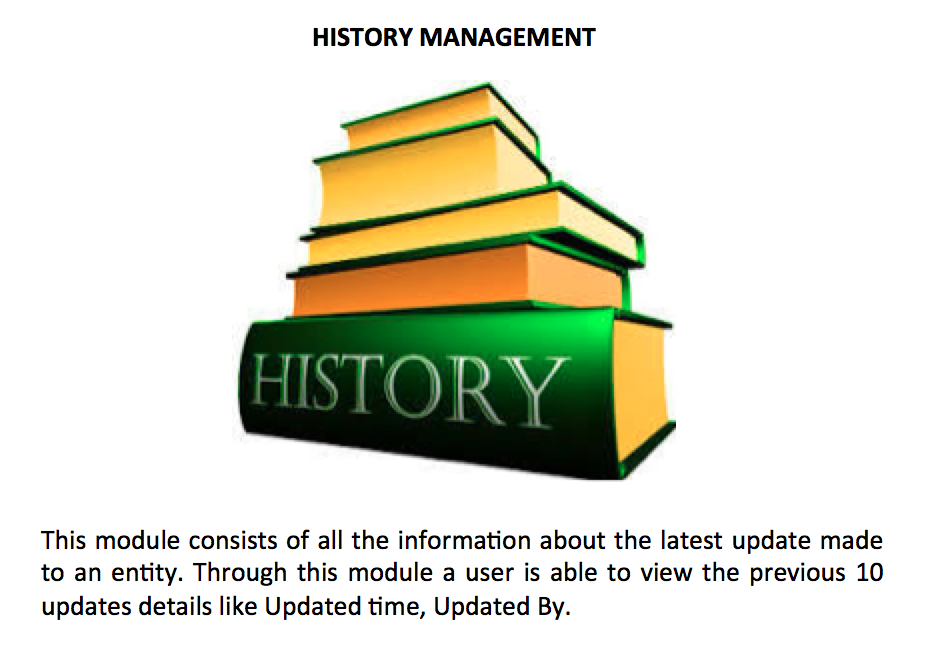 HISTORY MANAGEMENT
HISTORY
This module consists of all the information about the latest update made
to an entity. Through this module a user is able to view the previous 10
updates details like Updated time, Updated By.